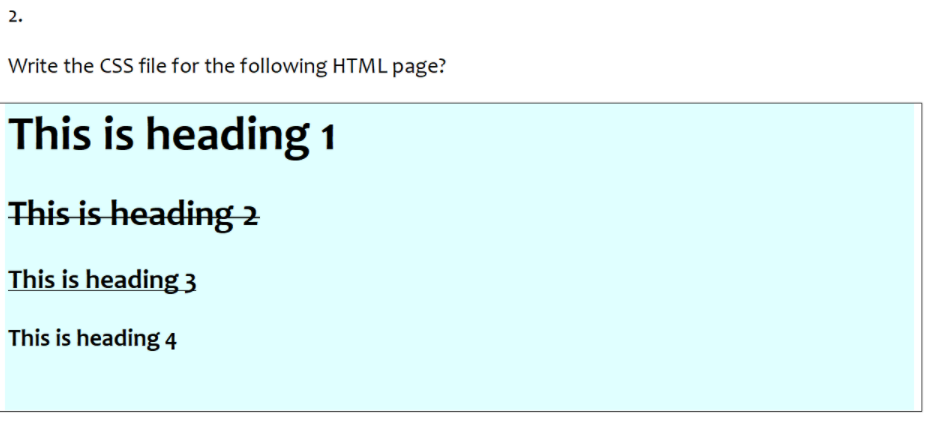 2.
Write the CSS file for the following HTML page?
This is heading 1
This is heading 2
This is heading 3
This is heading 4